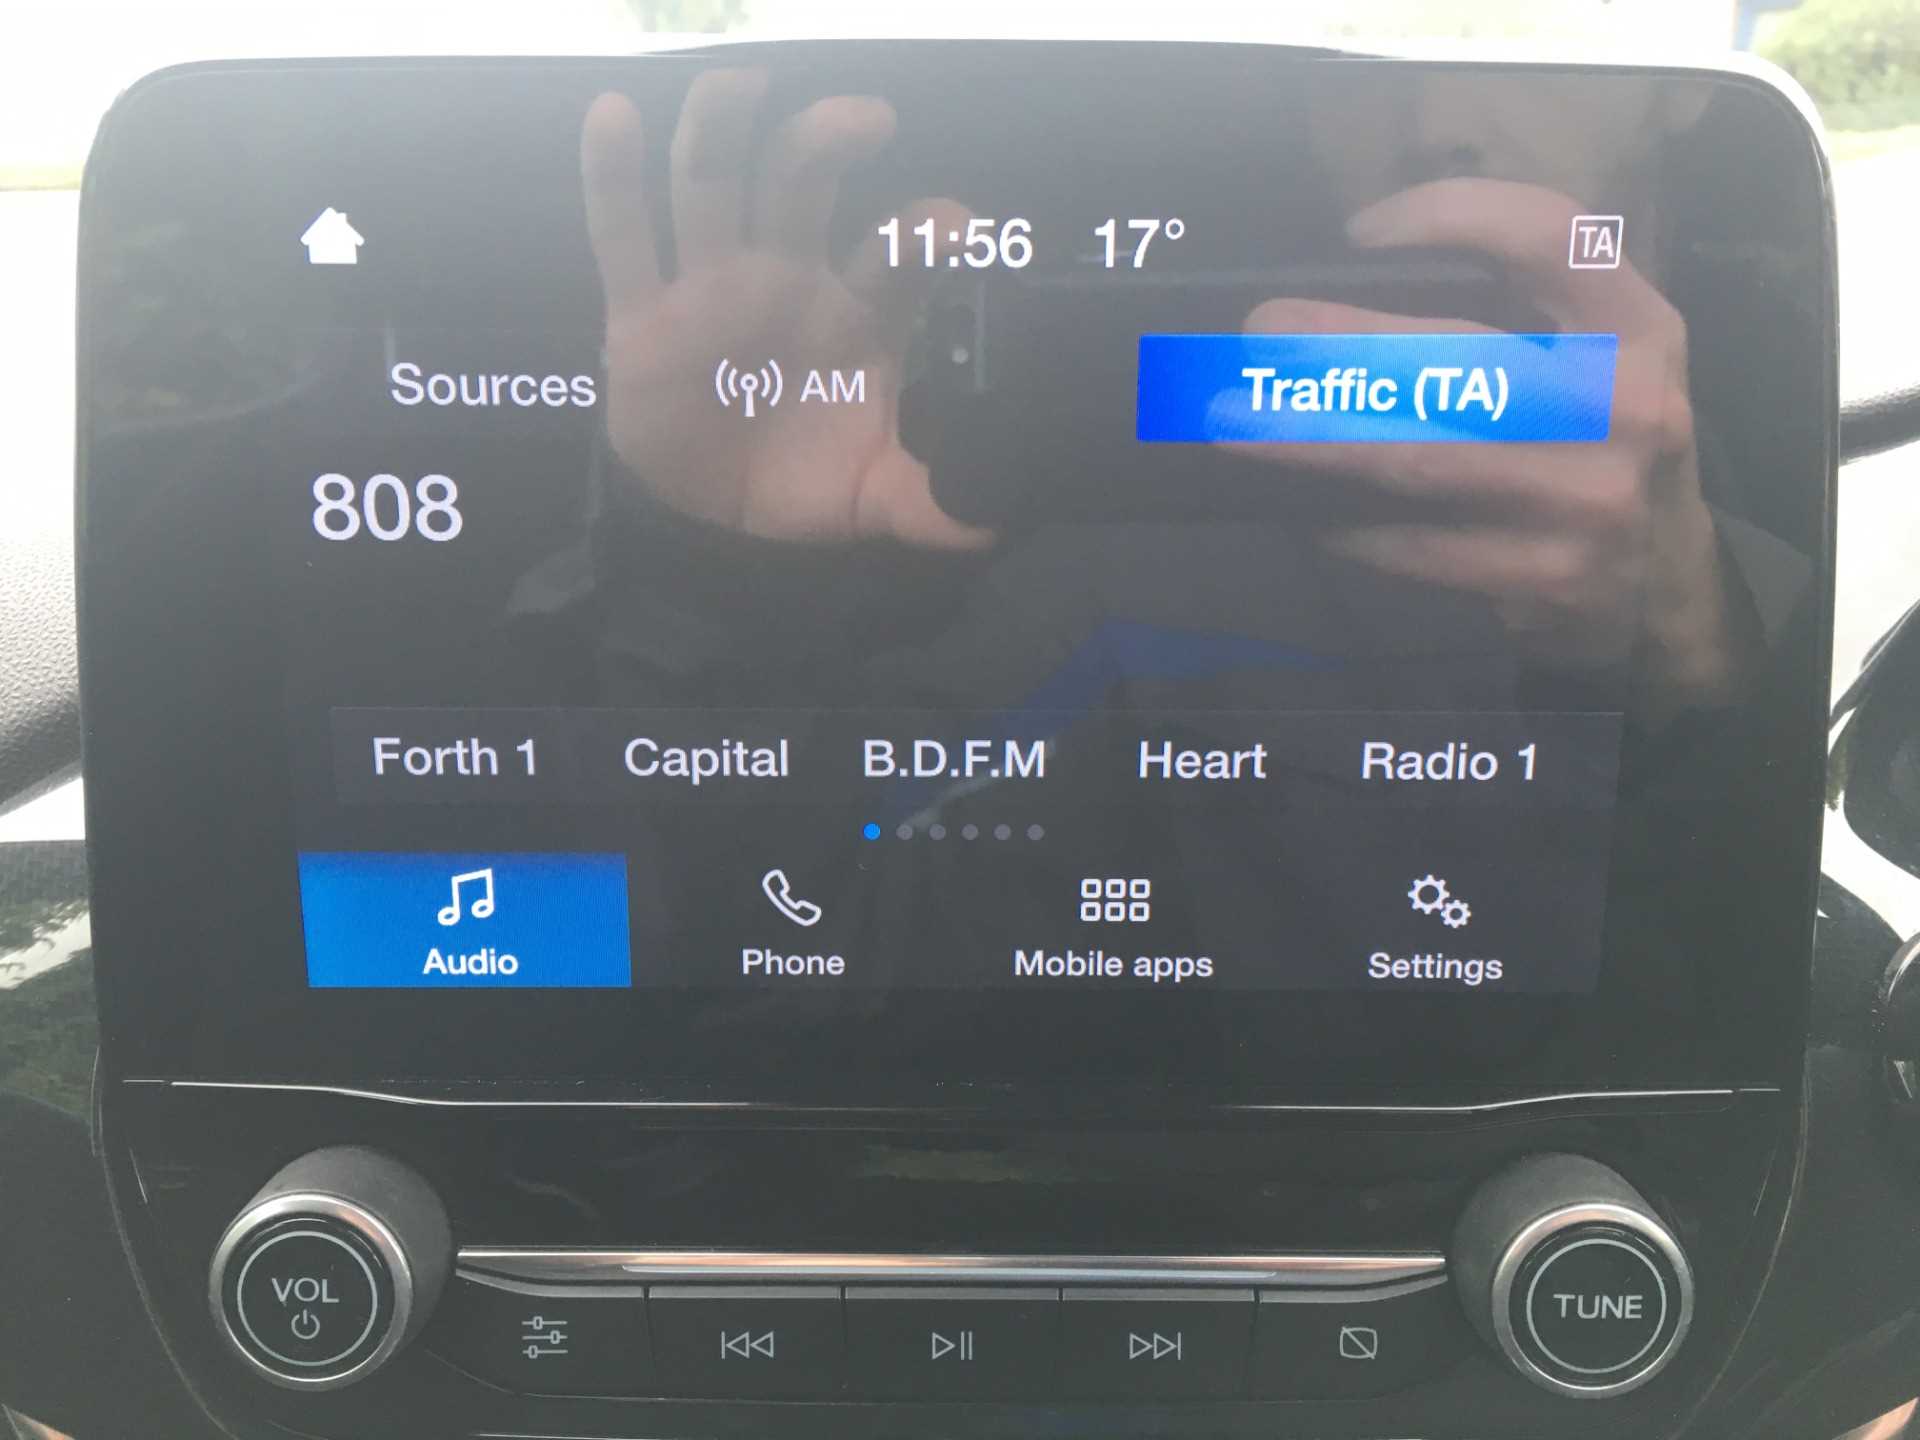 11:56 17° TA
Sources AM Traffic (TA)
808
Forth 1 Capital B.D.F.M Heart Radio 1
Audio Phone Mobile apps Settings
VOL TUNE